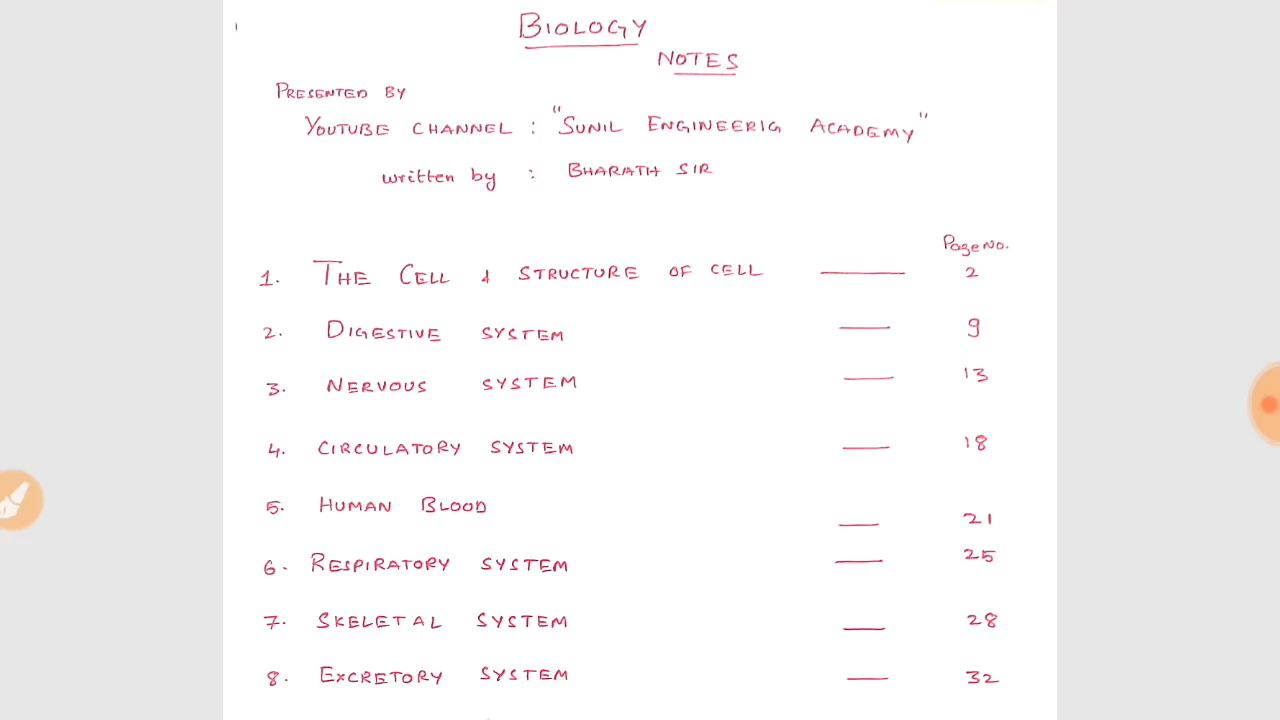 BIOLOGY
NOTES
PRESENTED BY
YOUTUBE CHANNEL : "SUNIL ENGINEERIG ACADEMY"
written by : BHARATH SIR
Page No.
1. THE CELL & STRUCTURE OF CELL — 2
2. DIGESTIVE SYSTEM — 9
3. NERVOUS SYSTEM — 13
4. CIRCULATORY SYSTEM — 18
5. HUMAN BLOOD — 21
6. RESPIRATORY SYSTEM — 25
7. SKELETAL SYSTEM — 28
8. EXCRETORY SYSTEM — 32